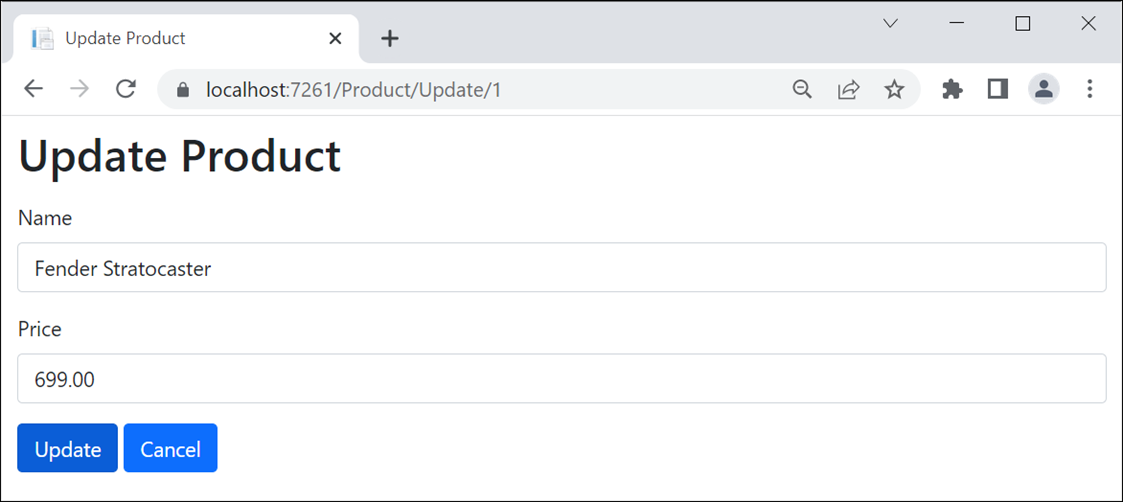 Update Product
localhost:7261/Product/Update/1
Update Product
Name
Fender Stratocaster
Price
699.00
Update Cancel